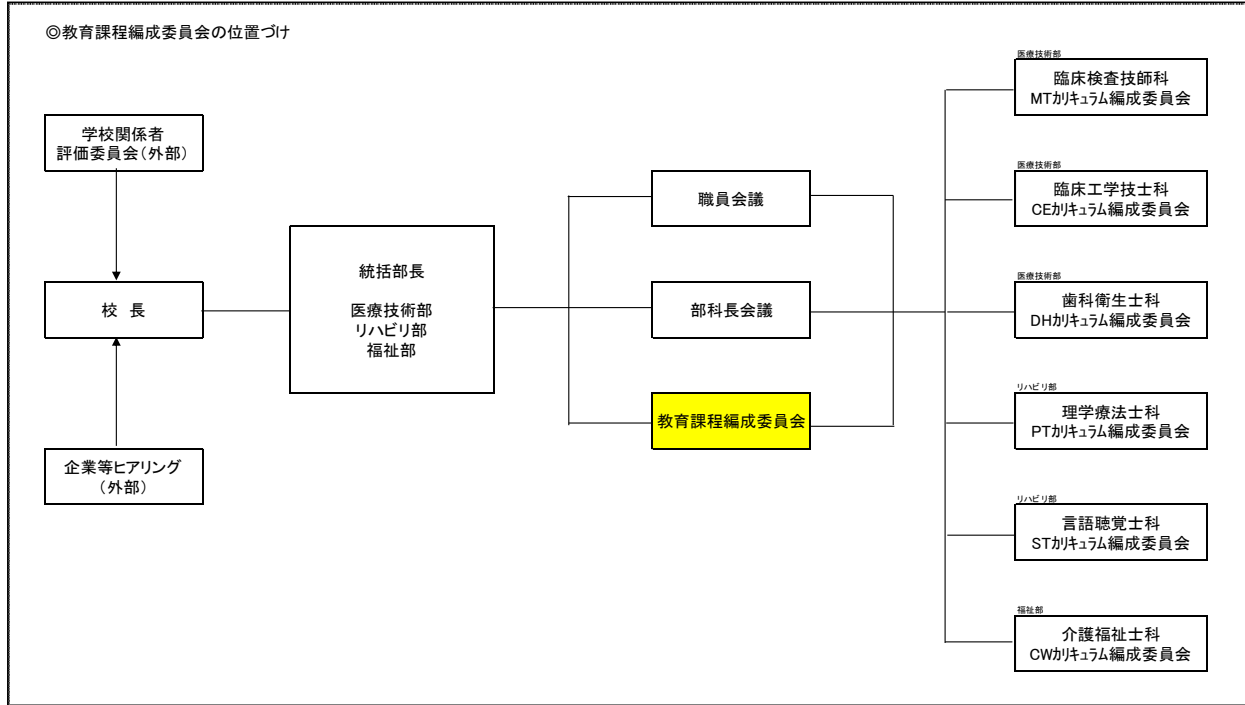 ◎教育課程編成委員会の位置づけ
学校関係者
評価委員会(外部)
校 長
企業等ヒアリング
(外部)
統括部長
医療技術部
リハビリ部
福祉部
職員会議
部科長会議
教育課程編成委員会
医療技術部
臨床検査技師科
MTカリキュラム編成委員会
医療技術部
臨床工学技士科
CEカリキュラム編成委員会
医療技術部
歯科衛生士科
DHカリキュラム編成委員会
リハビリ部
理学療法士科
PTカリキュラム編成委員会
リハビリ部
言語聴覚士科
STカリキュラム編成委員会
福祉部
介護福祉士科
CWカリキュラム編成委員会